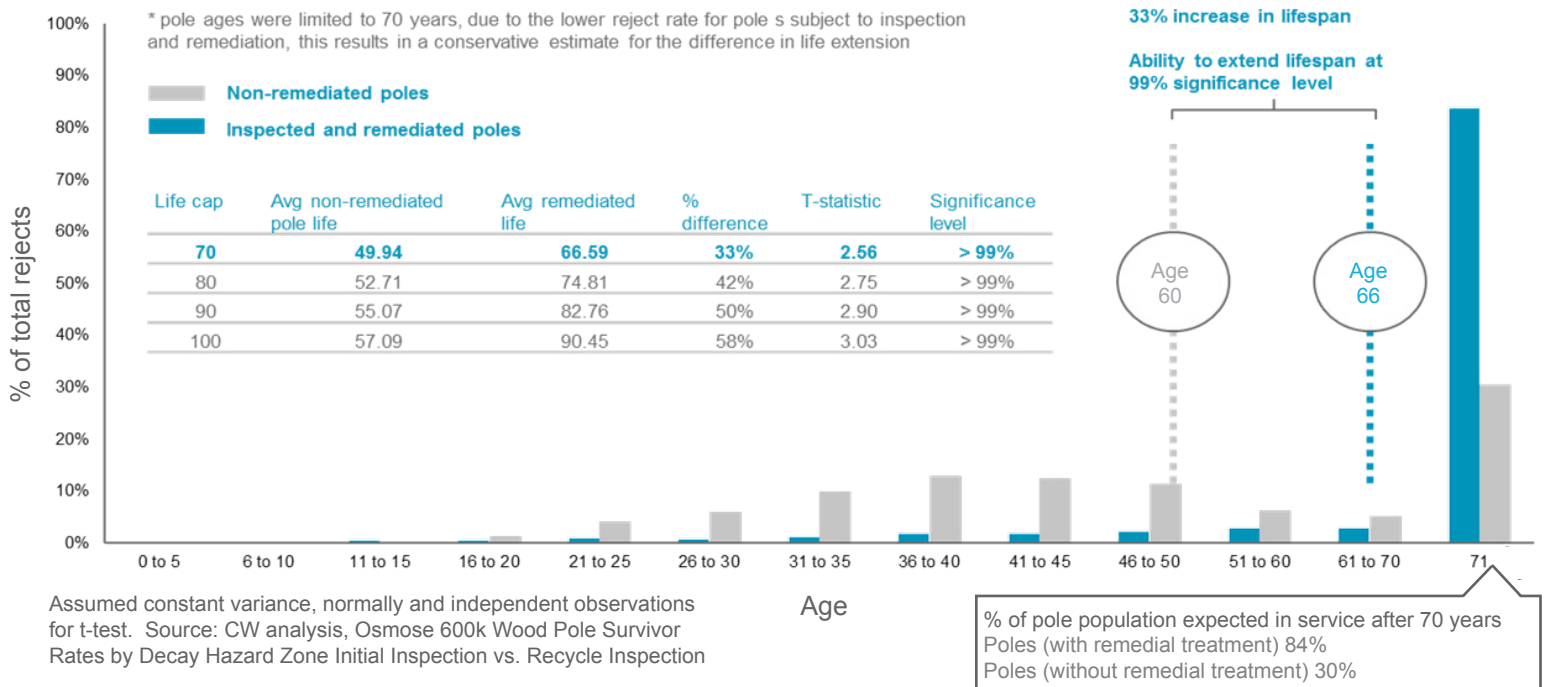 * pole ages were limited to 70 years, due to the lower reject rate for pole s subject to inspection
and remediation, this results in a conservative estimate for the difference in life extension
33% increase in lifespan
Ability to extend lifespan at
99% significance level
Non-remediated poles
Inspected and remediated poles
Life cap Avg non-remediated pole life Avg remediated life % difference T-statistic Significance level
70 49.94 66.59 33% 2.56 > 99%
80 52.71 74.81 42% 2.75 > 99%
90 55.07 82.76 50% 2.90 > 99%
100 57.09 90.45 58% 3.03 > 99%
Age
60
Age
66
% of total rejects
100%
90%
80%
70%
60%
50%
40%
30%
20%
10%
0%
0 to 5 6 to 10 11 to 15 16 to 20 21 to 25 26 to 30 31 to 35 36 to 40 41 to 45 46 to 50 51 to 60 61 to 70 71
Age
Assumed constant variance, normally and independent observations
for t-test. Source: CW analysis, Osmose 600k Wood Pole Survivor
Rates by Decay Hazard Zone Initial Inspection vs. Recycle Inspection
% of pole population expected in service after 70 years
Poles (with remedial treatment) 84%
Poles (without remedial treatment) 30%